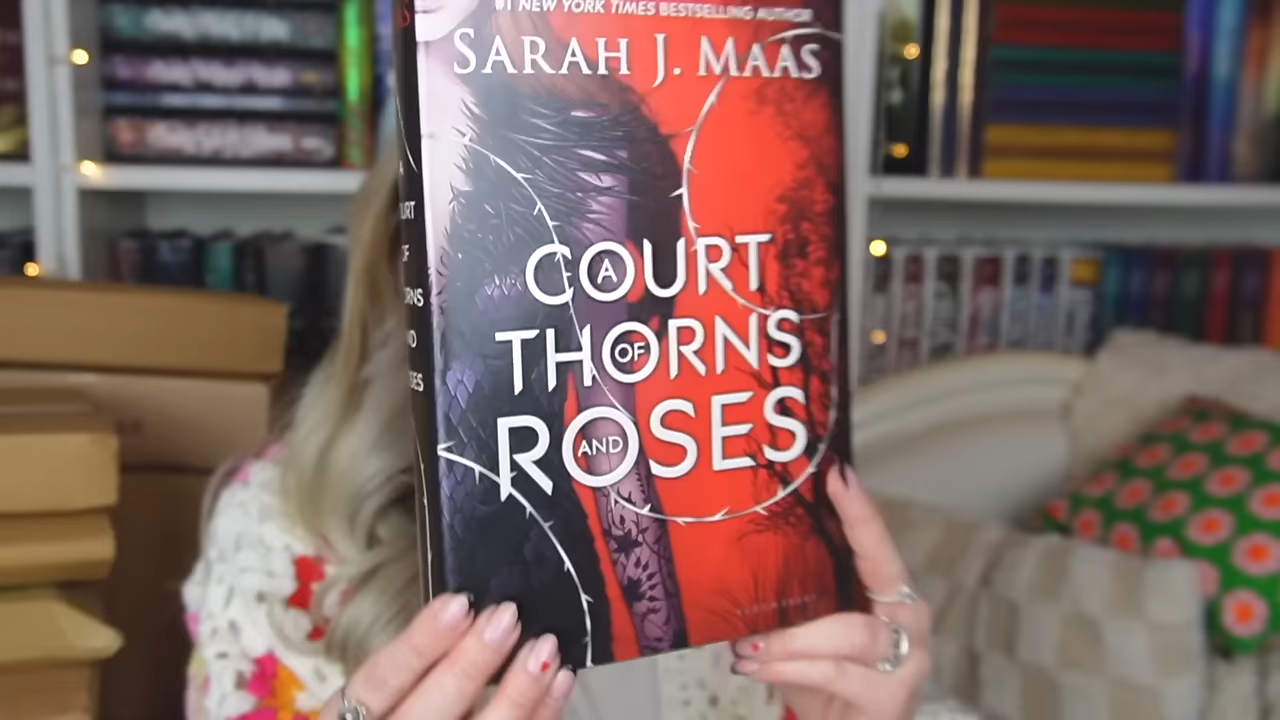 #1 NEW YORK TIMES BESTSELLING AUTHOR
SARAH J. MAAS
A
COURT
OF
THORNS
AND
ROSES